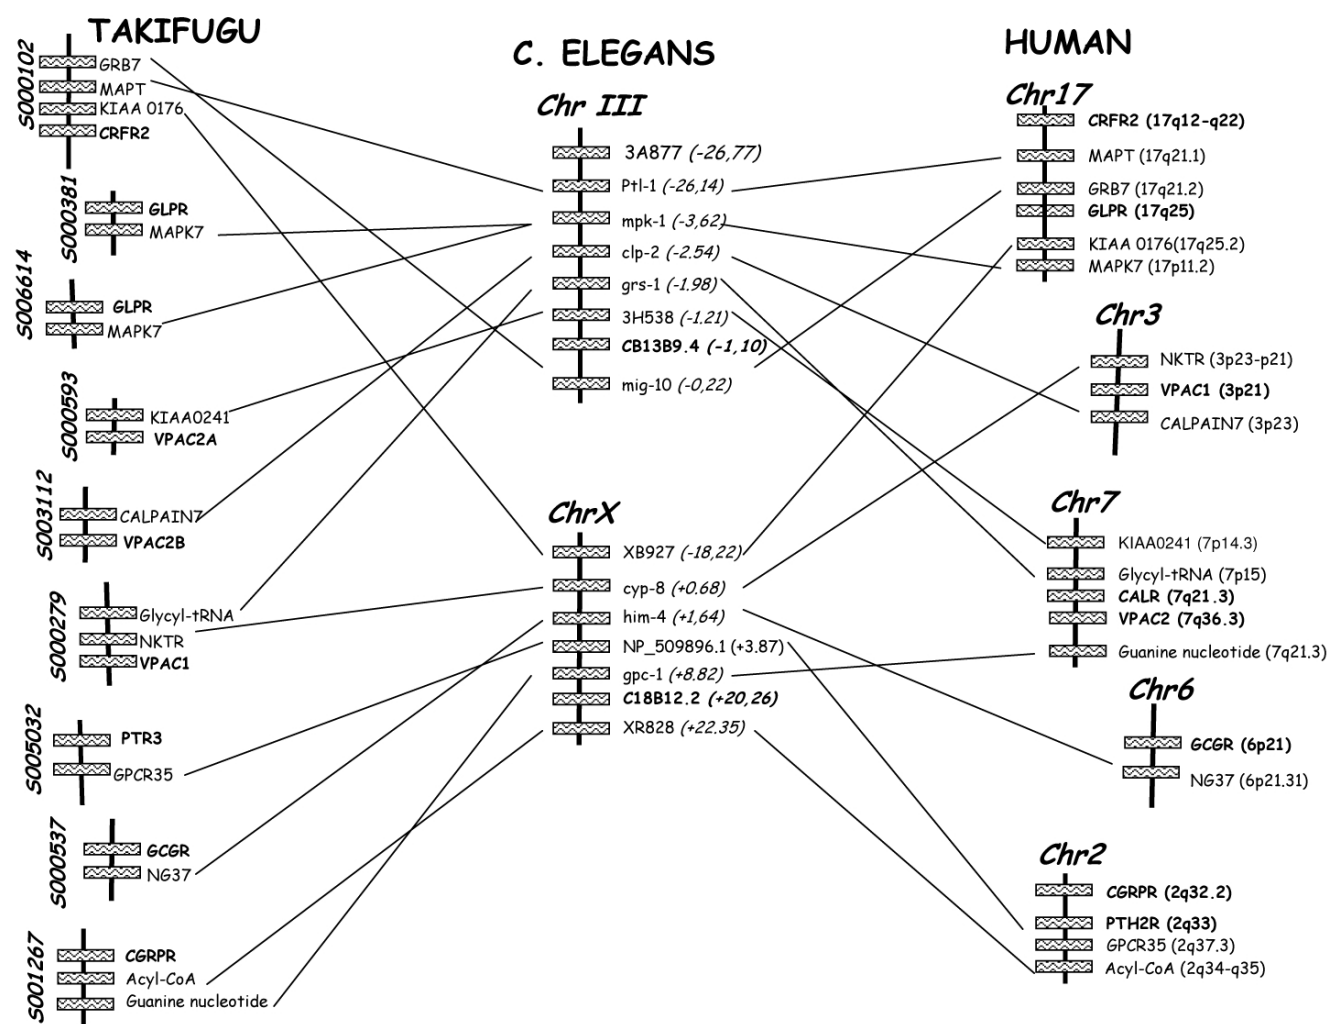 TAKIFUGU
S000102
GRB7
MAPT
KIAA 0176
CRFR2
S000381
GLPR
MAPK7
S006614
GLPR
MAPK7
S000593
KIAA0241
VPAC2A
S003112
CALPAIN7
VPAC2B
S000279
Glycyl-tRNA
NKTR
VPAC1
S005032
PTR3
GPCR35
S000537
GCGR
NG37
S001267
CGRPR
Acyl-CoA
Guanine nucleotide
C. ELEGANS
Chr III
3A877 (-26,77)
Ptl-1 (-26,14)
mpk-1 (-3,62)
clp-2 (-2.54)
grs-1 (-1.98)
3H538 (-1.21)
CB13B9.4 (-1,10)
mig-10 (-0,22)
ChrX
XB927 (-18,22)
cyp-8 (+0.68)
him-4 (+1,64)
NP_509896.1 (+3.87)
gpc-1 (+8.82)
C18B12.2 (+20,26)
XR828 (+22.35)
HUMAN
Chr17
CRFR2 (17q12-q22)
MAPT (17q21.1)
GRB7 (17q21.2)
GLPR (17q25)
KIAA 0176(17q25.2)
MAPK7 (17p11.2)
Chr3
NKTR (3p23-p21)
VPAC1 (3p21)
CALPAIN7 (3p23)
Chr7
KIAA0241 (7p14.3)
Glycyl-tRNA (7p15)
CALR (7q21.3)
VPAC2 (7q36.3)
Guanine nucleotide (7q21.3)
Chr6
GCGR (6p21)
NG37 (6p21.31)
Chr2
CGRPR (2q32.2)
PTH2R (2q33)
GPCR35 (2q37.3)
Acyl-CoA (2q34-q35)